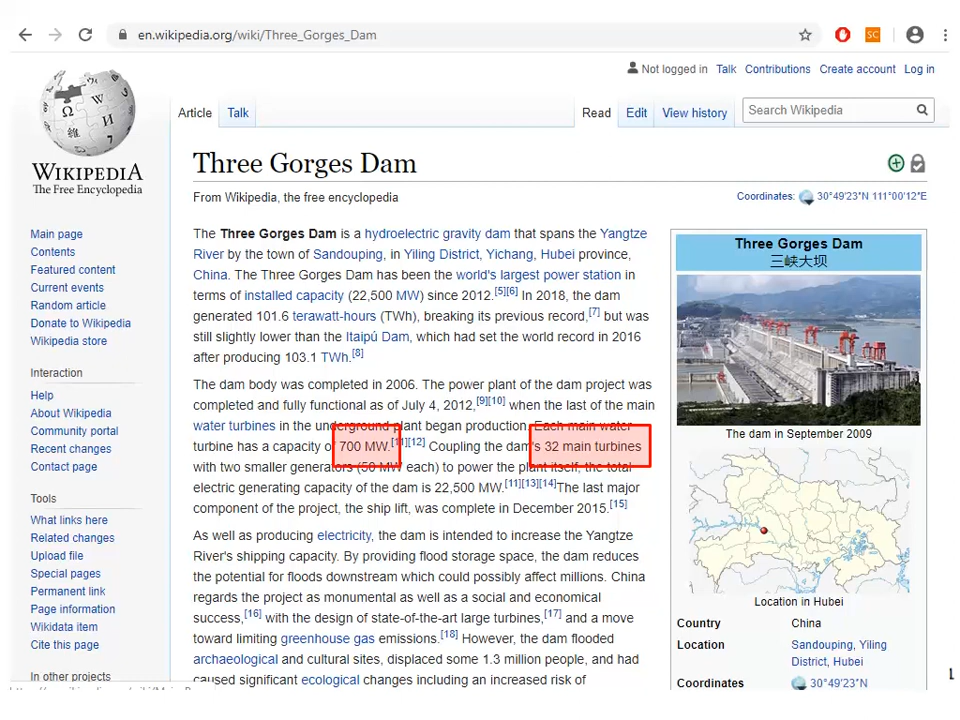 en.wikipedia.org/wiki/Three_Gorges_Dam
SC
Not logged in Talk Contributions Create account Log in
Article Talk Read Edit View history Search Wikipedia
WIKIPEDIA
The Free Encyclopedia
Three Gorges Dam
From Wikipedia, the free encyclopedia
Coordinates: 30°49′23″N 111°00′12″E
Main page
Contents
Featured content
Current events
Random article
Donate to Wikipedia
Wikipedia store
Interaction
Help
About Wikipedia
Community portal
Recent changes
Contact page
Tools
What links here
Related changes
Upload file
Special pages
Permanent link
Page information
Wikidata item
Cite this page
In other projects
The Three Gorges Dam is a hydroelectric gravity dam that spans the Yangtze
River by the town of Sandouping, in Yiling District, Yichang, Hubei province,
China. The Three Gorges Dam has been the world's largest power station in
terms of installed capacity (22,500 MW) since 2012.[5][6] In 2018, the dam
generated 101.6 terawatt-hours (TWh), breaking its previous record,[7] but was
still slightly lower than the Itaipú Dam, which had set the world record in 2016
after producing 103.1 TWh.[8]
The dam body was completed in 2006. The power plant of the dam project was
completed and fully functional as of July 4, 2012,[9][10] when the last of the main
water turbines in the underground plant began production. Each main water
turbine has a capacity of 700 MW.[11][12] Coupling the dam's 32 main turbines
with two smaller generators (50 MW each) to power the plant itself, the total
electric generating capacity of the dam is 22,500 MW.[11][13][14]The last major
component of the project, the ship lift, was complete in December 2015.[15]
As well as producing electricity, the dam is intended to increase the Yangtze
River's shipping capacity. By providing flood storage space, the dam reduces
the potential for floods downstream which could possibly affect millions. China
regards the project as monumental as well as a social and economical
success,[16] with the design of state-of-the-art large turbines,[17] and a move
toward limiting greenhouse gas emissions.[18] However, the dam flooded
archaeological and cultural sites, displaced some 1.3 million people, and had
caused significant ecological changes including an increased risk of
Three Gorges Dam
三峡大坝
The dam in September 2009
Location in Hubei
Country China
Location Sandouping, Yiling
District, Hubei
Coordinates 30°49′23″N
1